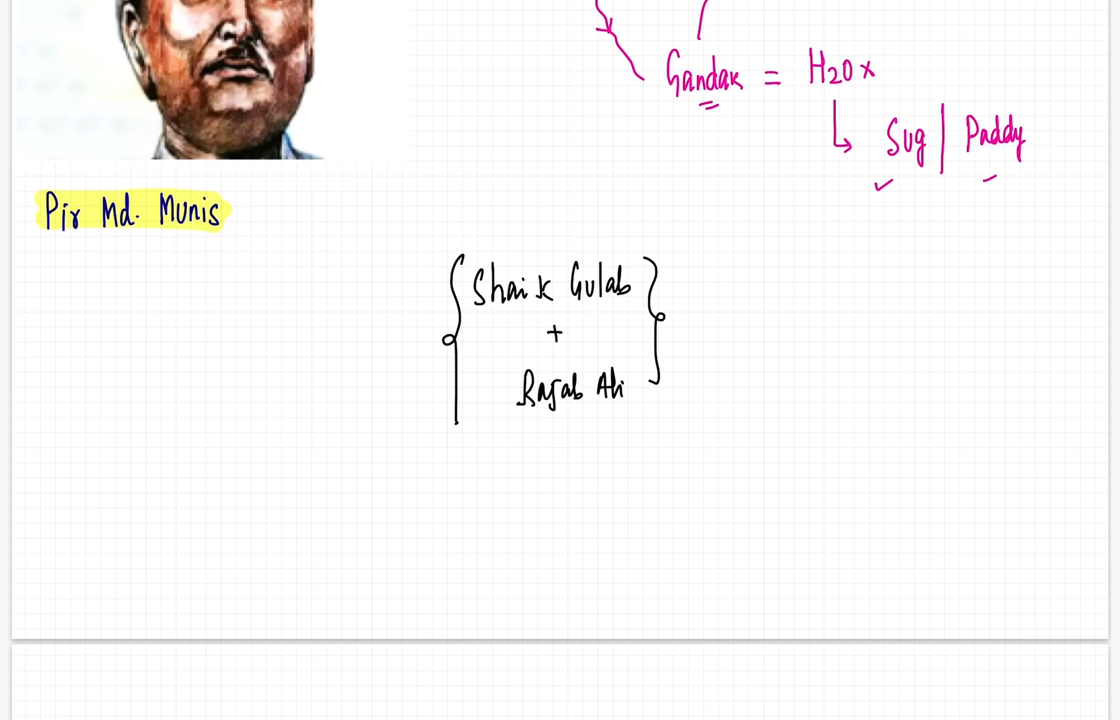 Gandak = H2O x
↳ Sug | Paddy
Pir Md. Munis
Shaik Gulab
+
Rajab Ali